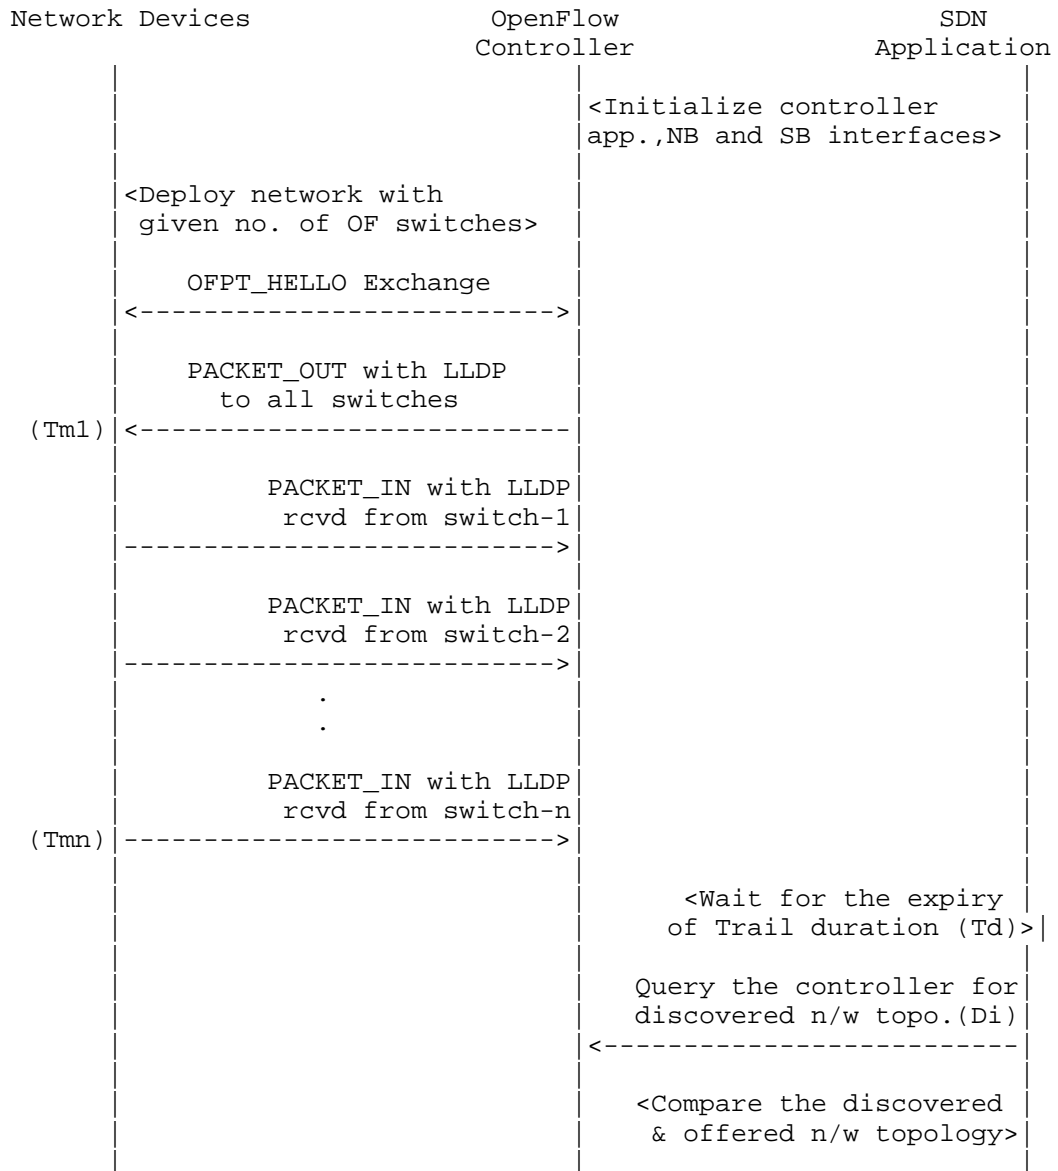 Network Devices OpenFlow SDN
Controller Application
<Initialize controller
app.,NB and SB interfaces>
<Deploy network with
given no. of OF switches>
OFPT_HELLO Exchange
<-------------------------->
PACKET_OUT with LLDP
to all switches
(Tm1) <---------------------------
PACKET_IN with LLDP
rcvd from switch-1
--------------------------->
PACKET_IN with LLDP
rcvd from switch-2
--------------------------->
.
.
PACKET_IN with LLDP
rcvd from switch-n
(Tmn) --------------------------->
<Wait for the expiry
of Trail duration (Td)>
Query the controller for
discovered n/w topo.(Di)
<--------------------------
<Compare the discovered
& offered n/w topology>